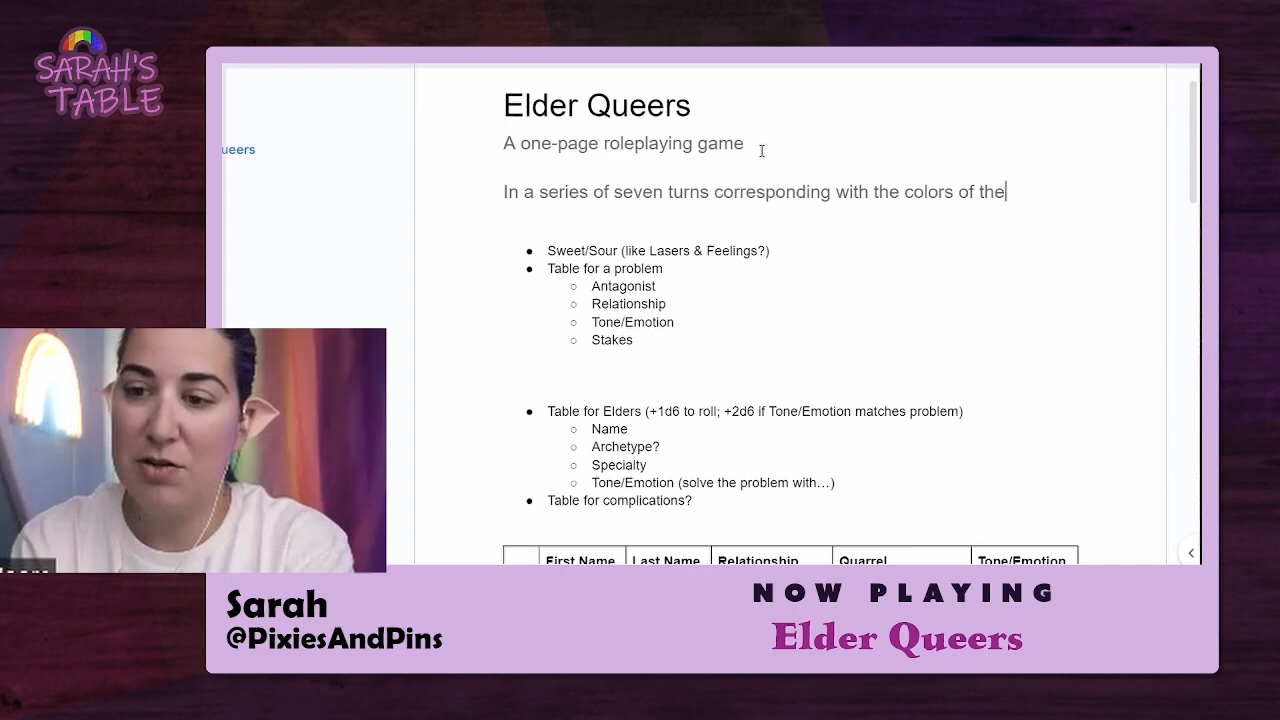 SARAH'S
TABLE
ueers
Elder Queers
A one-page roleplaying game
In a series of seven turns corresponding with the colors of the
● Sweet/Sour (like Lasers & Feelings?)
● Table for a problem
○ Antagonist
○ Relationship
○ Tone/Emotion
○ Stakes
● Table for Elders (+1d6 to roll; +2d6 if Tone/Emotion matches problem)
○ Name
○ Archetype?
○ Specialty
○ Tone/Emotion (solve the problem with…)
● Table for complications?
First Name Last Name Relationship Quarrel Tone/Emotion
Sarah
@PixiesAndPins
NOW PLAYING
Elder Queers